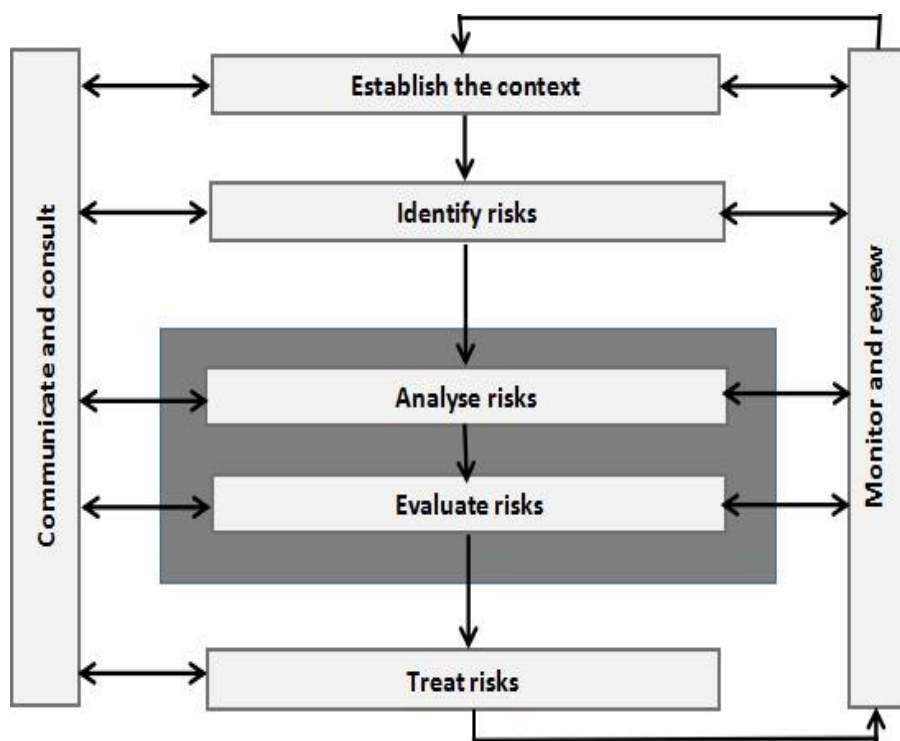 Establish the context
Identify risks
Analyse risks
Evaluate risks
Treat risks
Communicate and consult
Monitor and review